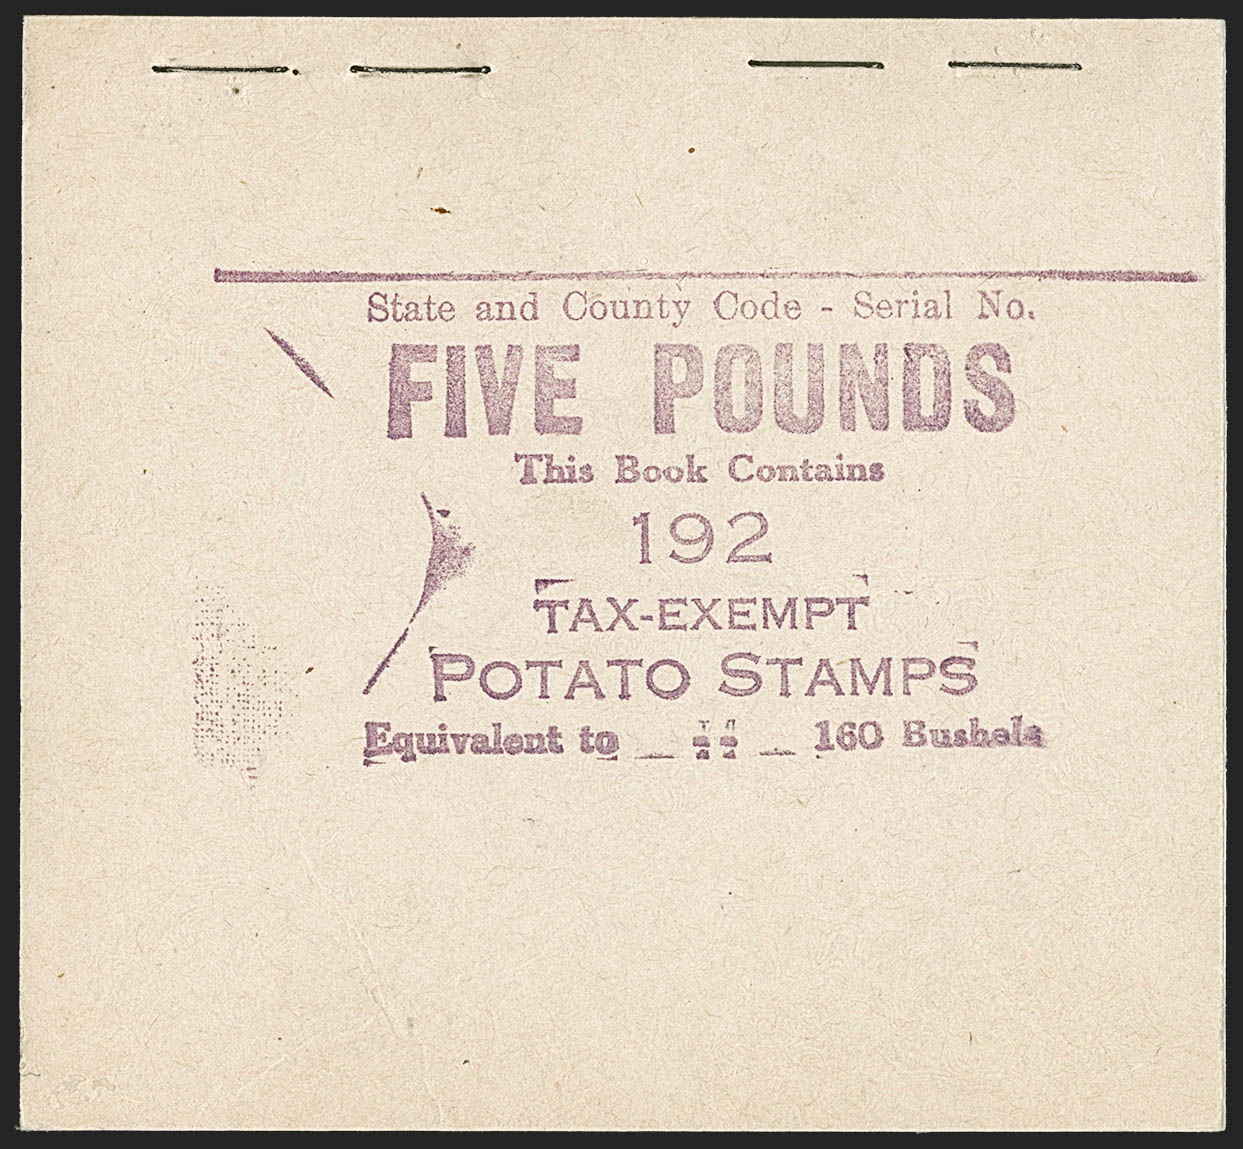 State and County Code - Serial No.
FIVE POUNDS
This Book Contains
192
TAX-EXEMPT
POTATO STAMPS
Equivalent to _ :: _ 160 Bushels